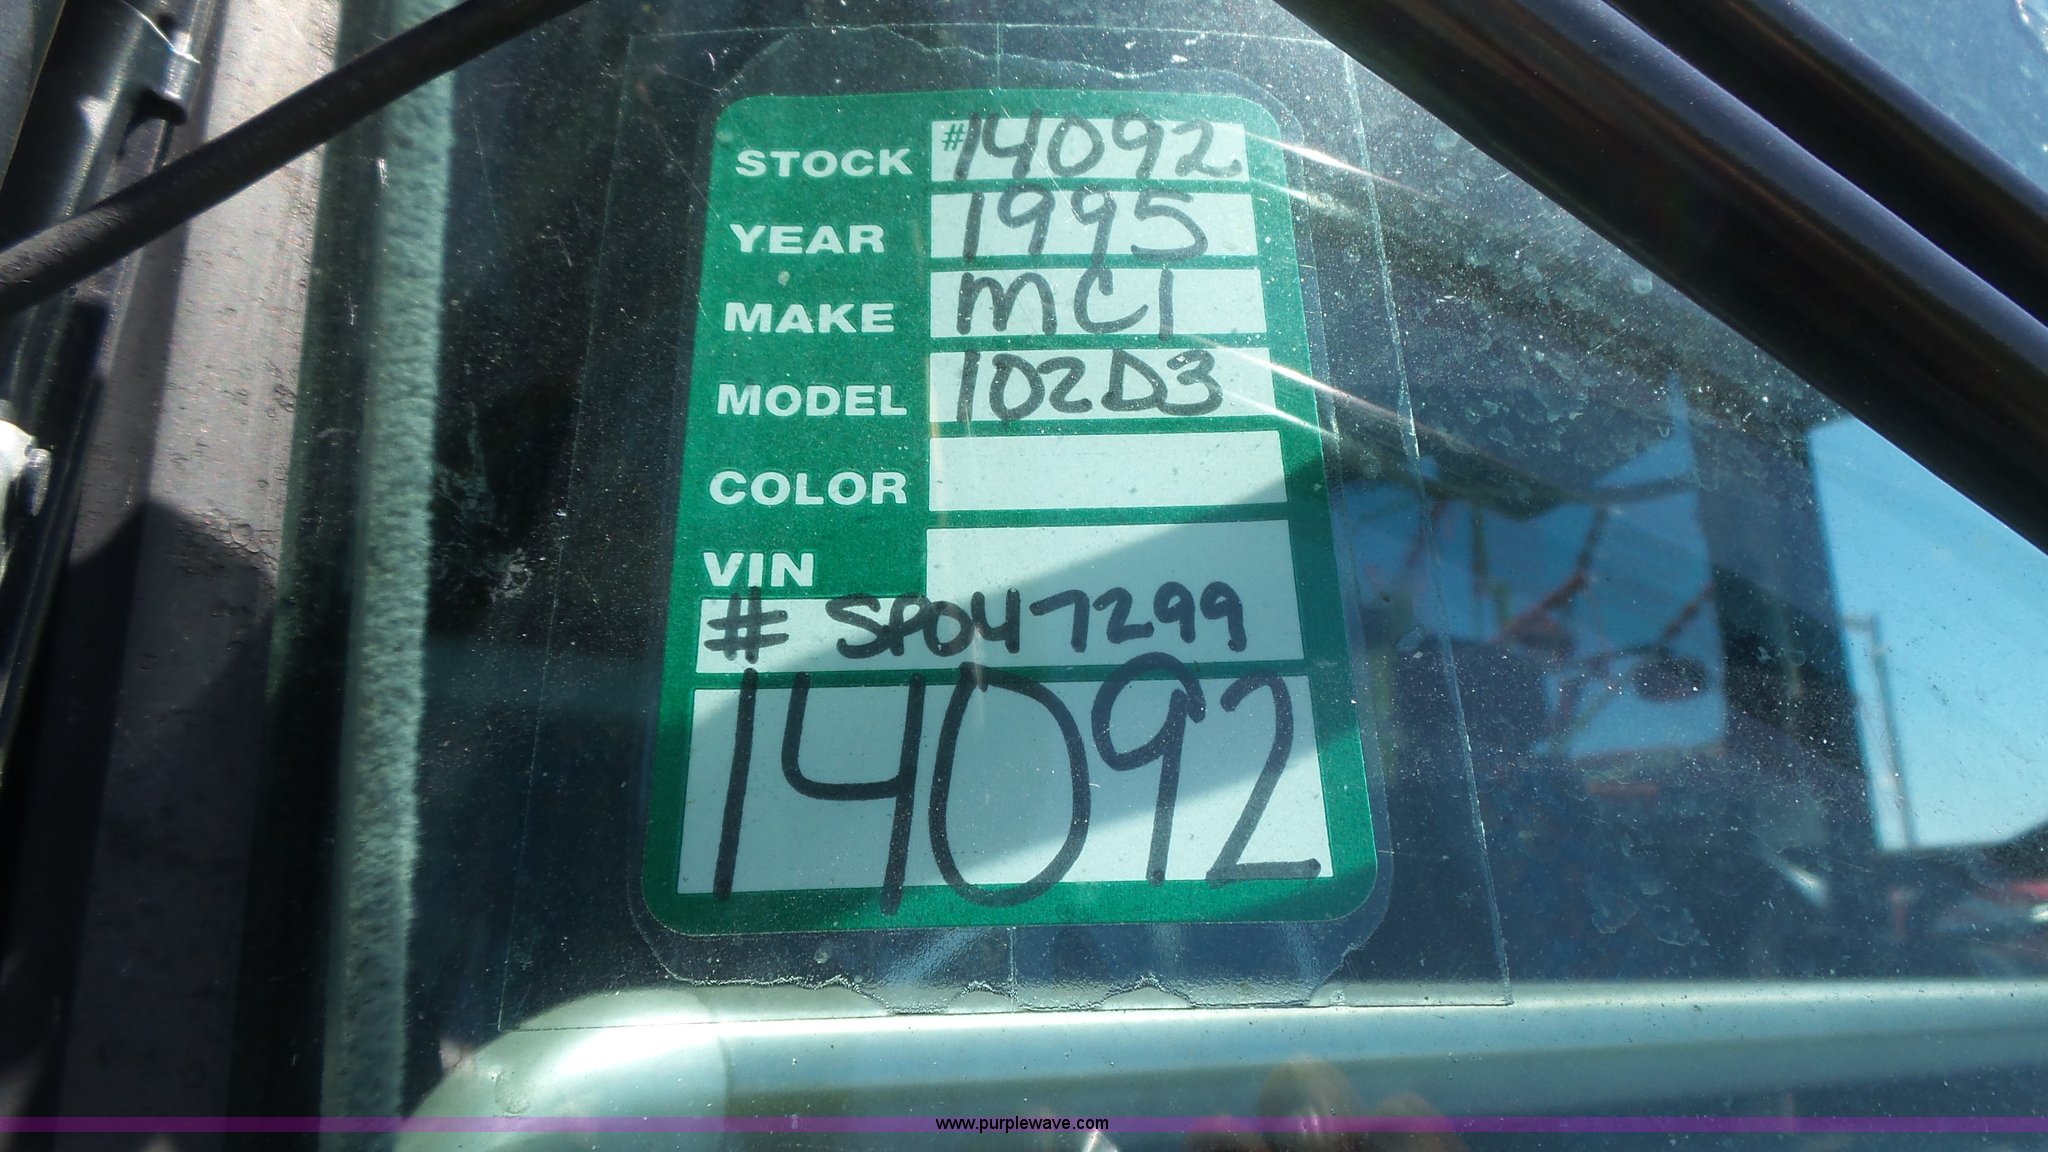 STOCK #14092
YEAR 1995
MAKE MCI
MODEL 102D3
COLOR
VIN
# SP047299
14092
www.purplewave.com